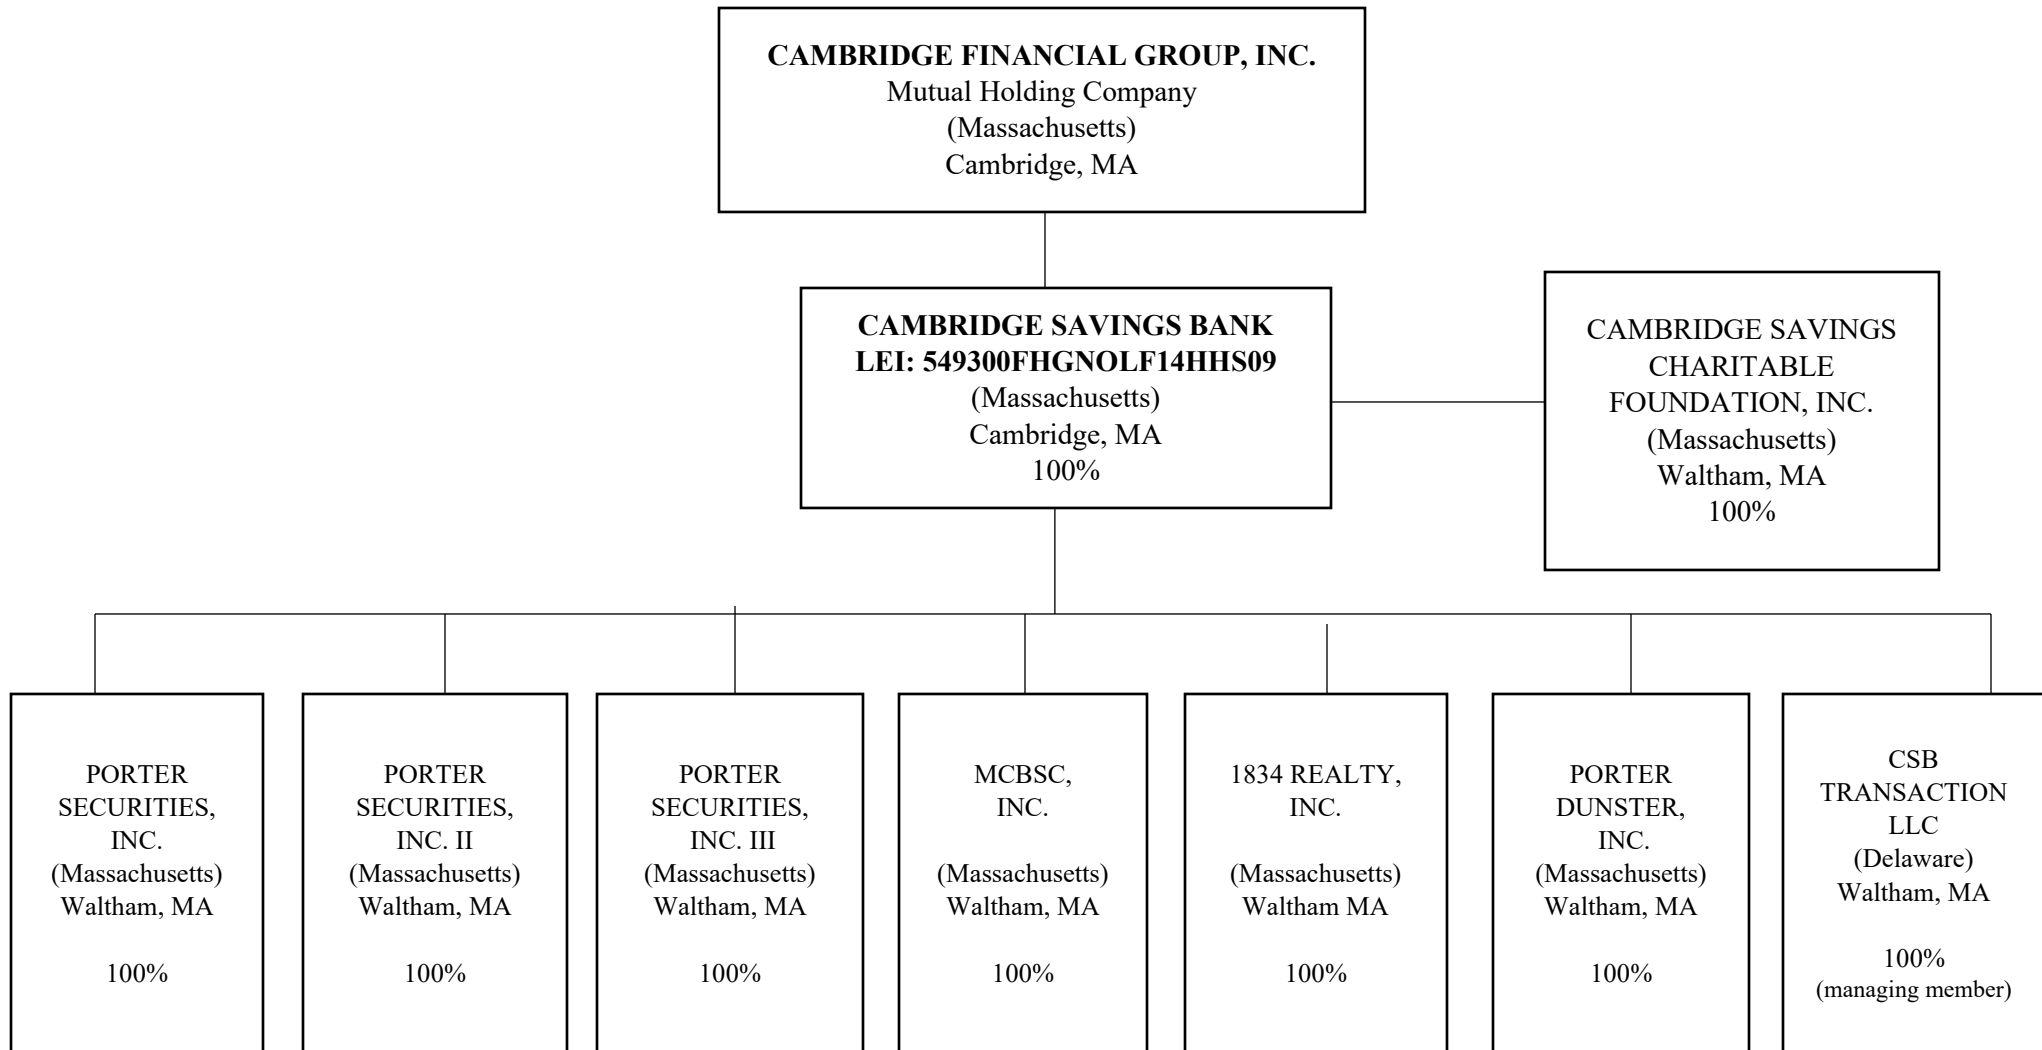 CAMBRIDGE FINANCIAL GROUP, INC.
Mutual Holding Company
(Massachusetts)
Cambridge, MA
CAMBRIDGE SAVINGS BANK
LEI: 549300FHGNOLF14HHS09
(Massachusetts)
Cambridge, MA
100%
CAMBRIDGE SAVINGS
CHARITABLE
FOUNDATION, INC.
(Massachusetts)
Waltham, MA
100%
PORTER
SECURITIES,
INC.
(Massachusetts)
Waltham, MA
100%
PORTER
SECURITIES,
INC. II
(Massachusetts)
Waltham, MA
100%
PORTER
SECURITIES,
INC. III
(Massachusetts)
Waltham, MA
100%
MCBSC,
INC.
(Massachusetts)
Waltham, MA
100%
1834 REALTY,
INC.
(Massachusetts)
Waltham MA
100%
PORTER
DUNSTER,
INC.
(Massachusetts)
Waltham, MA
100%
CSB
TRANSACTION
LLC
(Delaware)
Waltham, MA
100%
(managing member)